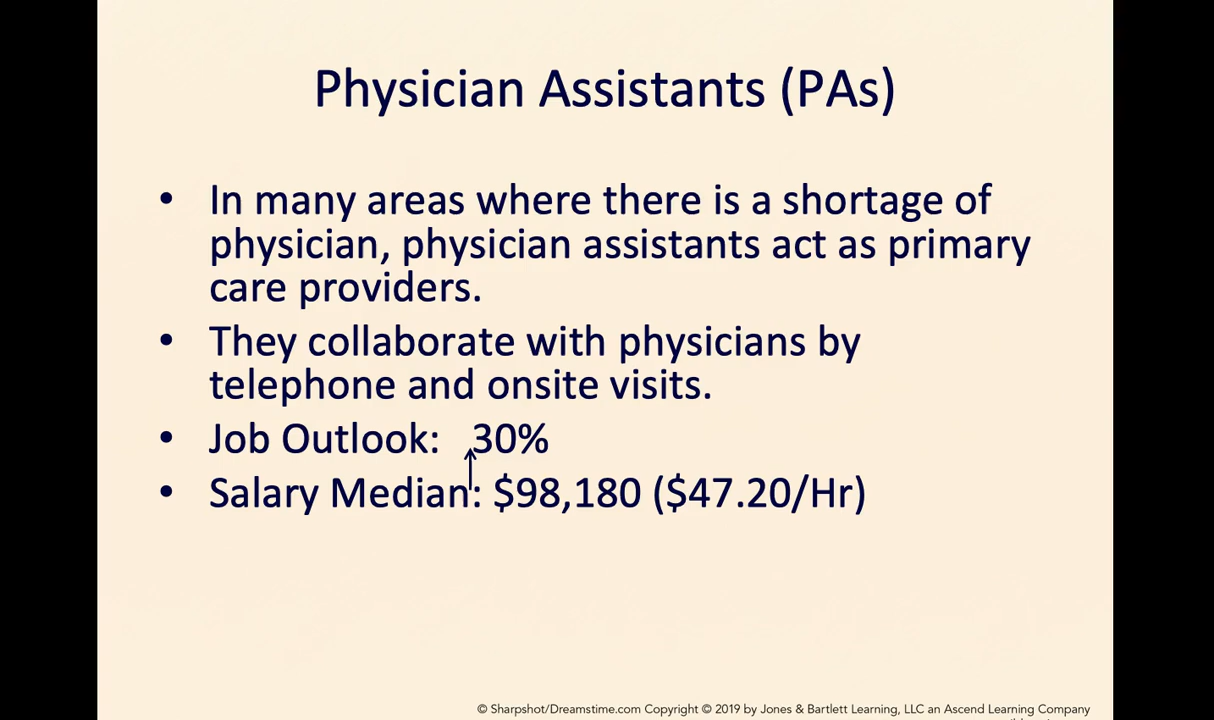 Physician Assistants (PAs)
• In many areas where there is a shortage of
physician, physician assistants act as primary
care providers.
• They collaborate with physicians by
telephone and onsite visits.
• Job Outlook: ↑30%
• Salary Median: $98,180 ($47.20/Hr)
© Sharpshot/Dreamstime.com Copyright © 2019 by Jones & Bartlett Learning, LLC an Ascend Learning Company